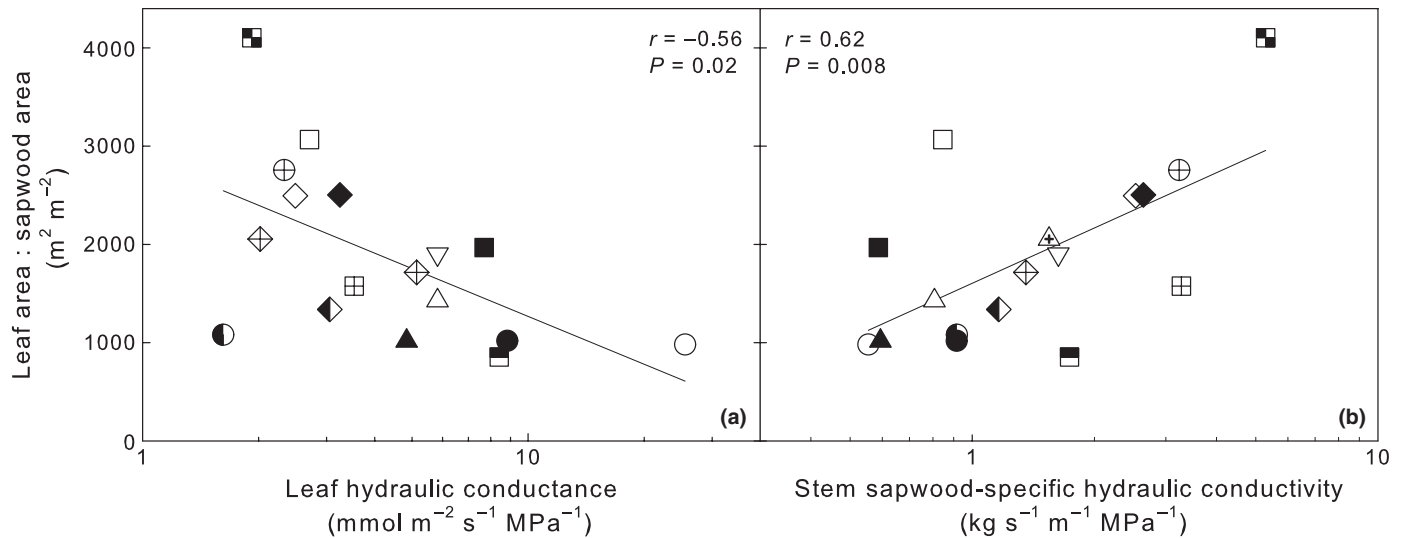 Leaf area : sapwood area
(m² m⁻²)
4000
3000
2000
1000
0
r = −0.56
P = 0.02
(a)
1
10
Leaf hydraulic conductance
(mmol m⁻² s⁻¹ MPa⁻¹)
r = 0.62
P = 0.008
(b)
1
10
Stem sapwood-specific hydraulic conductivity
(kg s⁻¹ m⁻¹ MPa⁻¹)